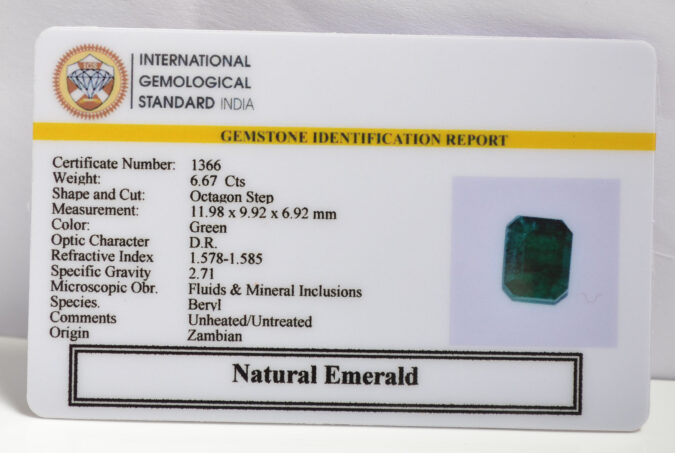 IGS
INTERNATIONAL
GEMOLOGICAL
STANDARD INDIA
GEMSTONE IDENTIFICATION REPORT
Certificate Number: 1366
Weight: 6.67 Cts
Shape and Cut: Octagon Step
Measurement: 11.98 x 9.92 x 6.92 mm
Color: Green
Optic Character D.R.
Refractive Index 1.578-1.585
Specific Gravity 2.71
Microscopic Obr. Fluids & Mineral Inclusions
Species. Beryl
Comments Unheated/Untreated
Origin Zambian
Natural Emerald